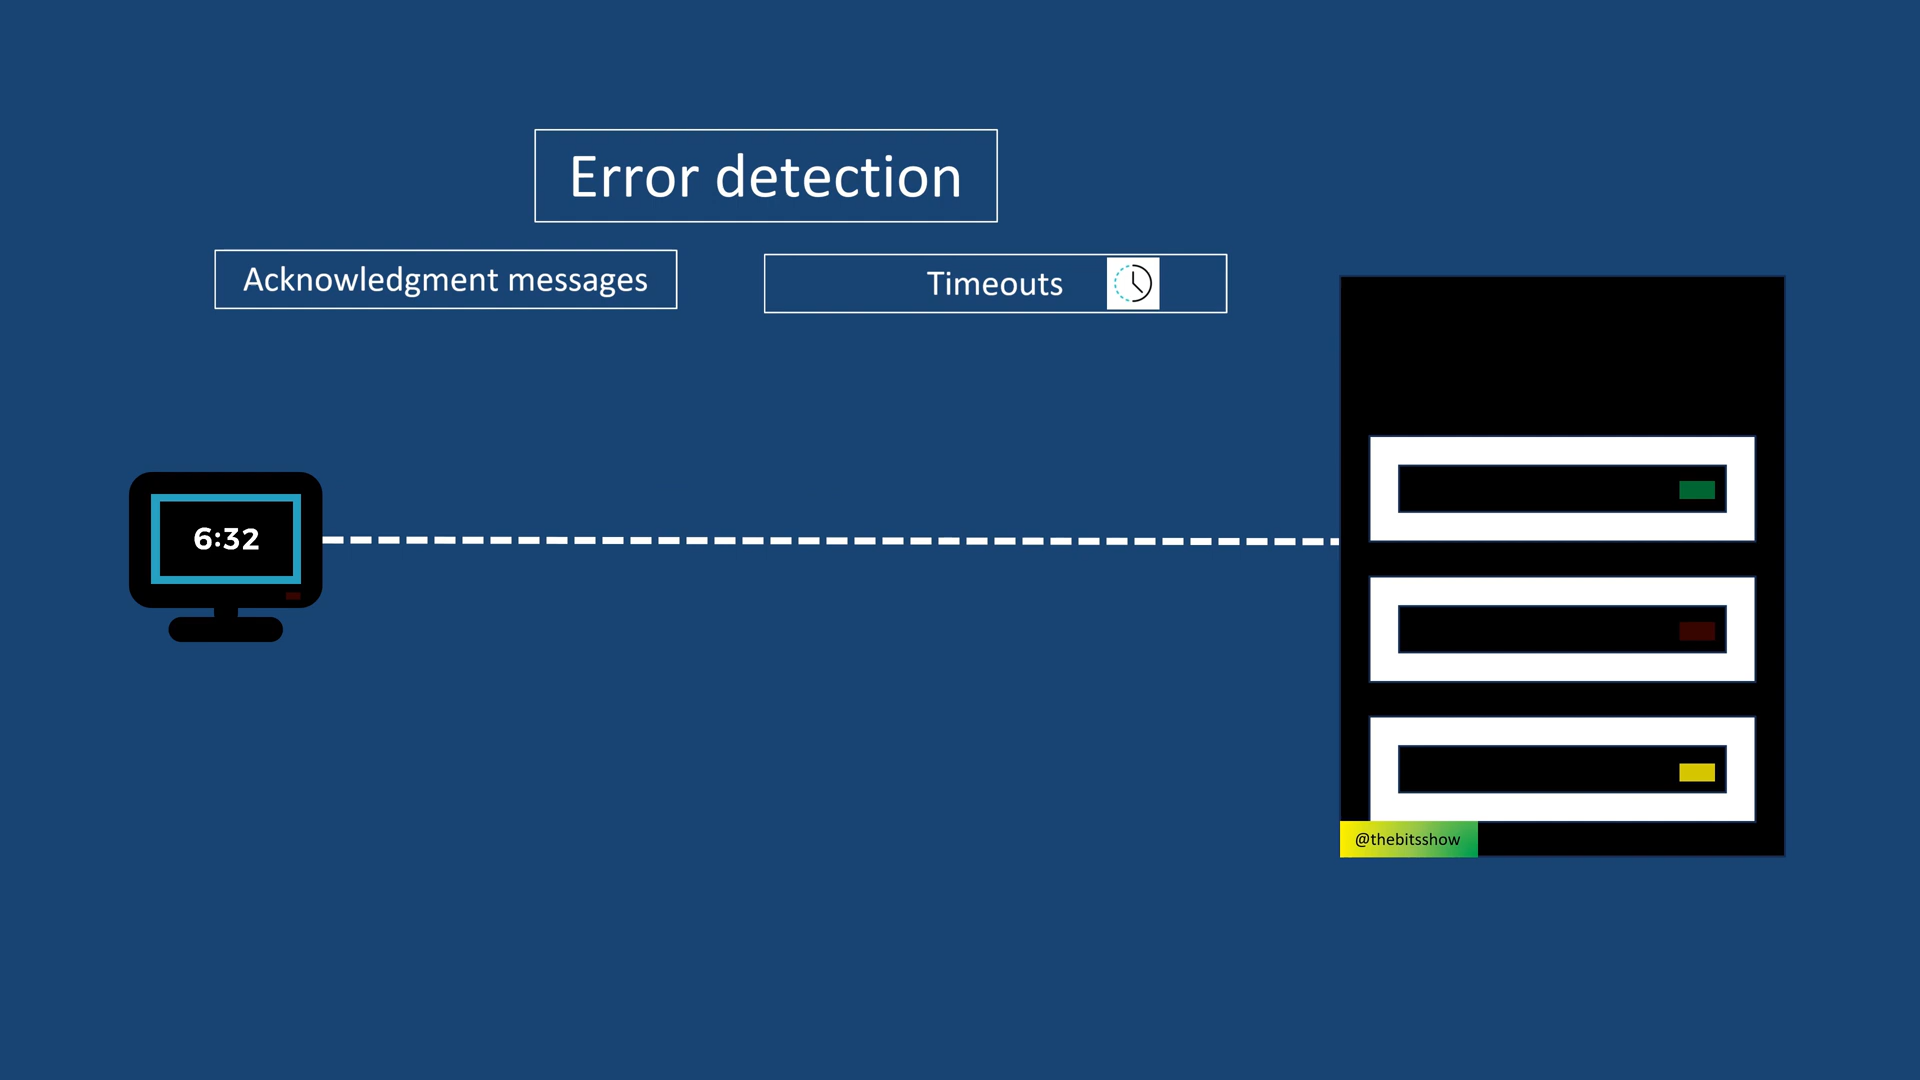 Error detection
Acknowledgment messages
Timeouts
6:32
@thebitsshow